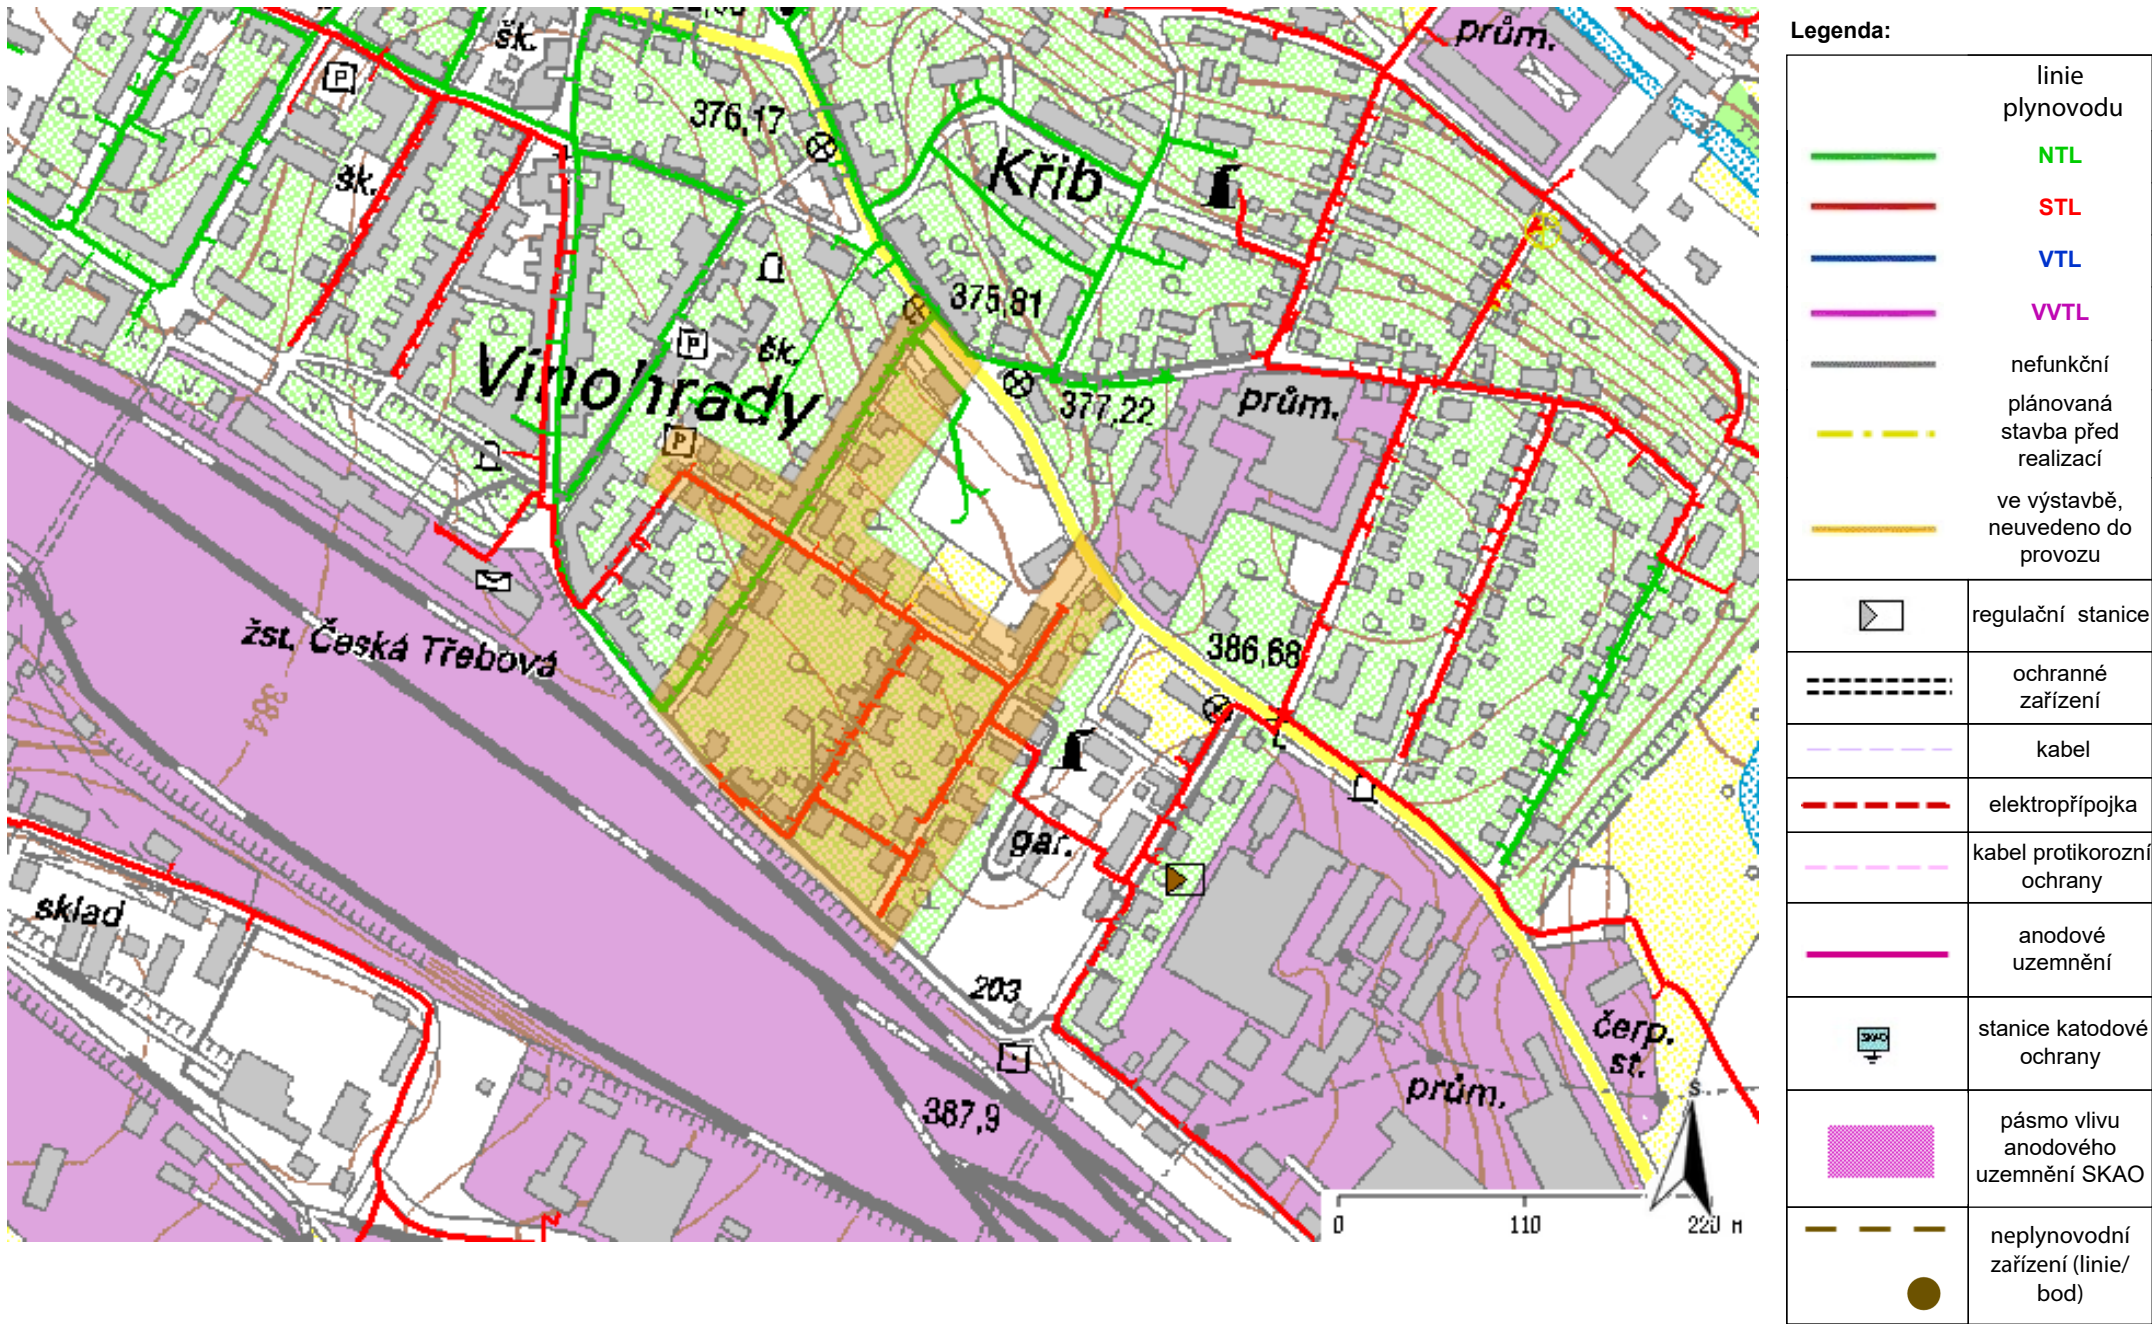 šk.
376,17
P
šk.
Křib
prům.
375,81
P
šk.
Vinohrady
377,22
prům.
P
386,68
žst. Česká Třebová
384
gar.
sklad
203
387,9
čerp.
st.
prům.
S
0 110 220 M
Legenda:
linie
plynovodu
NTL
STL
VTL
VVTL
nefunkční
plánovaná
stavba před
realizací
ve výstavbě,
neuvedeno do
provozu
regulační stanice
ochranné
zařízení
kabel
elektropřípojka
kabel protikorozní
ochrany
anodové
uzemnění
SKAO
stanice katodové
ochrany
pásmo vlivu
anodového
uzemnění SKAO
neplynovodní
zařízení (linie/
bod)